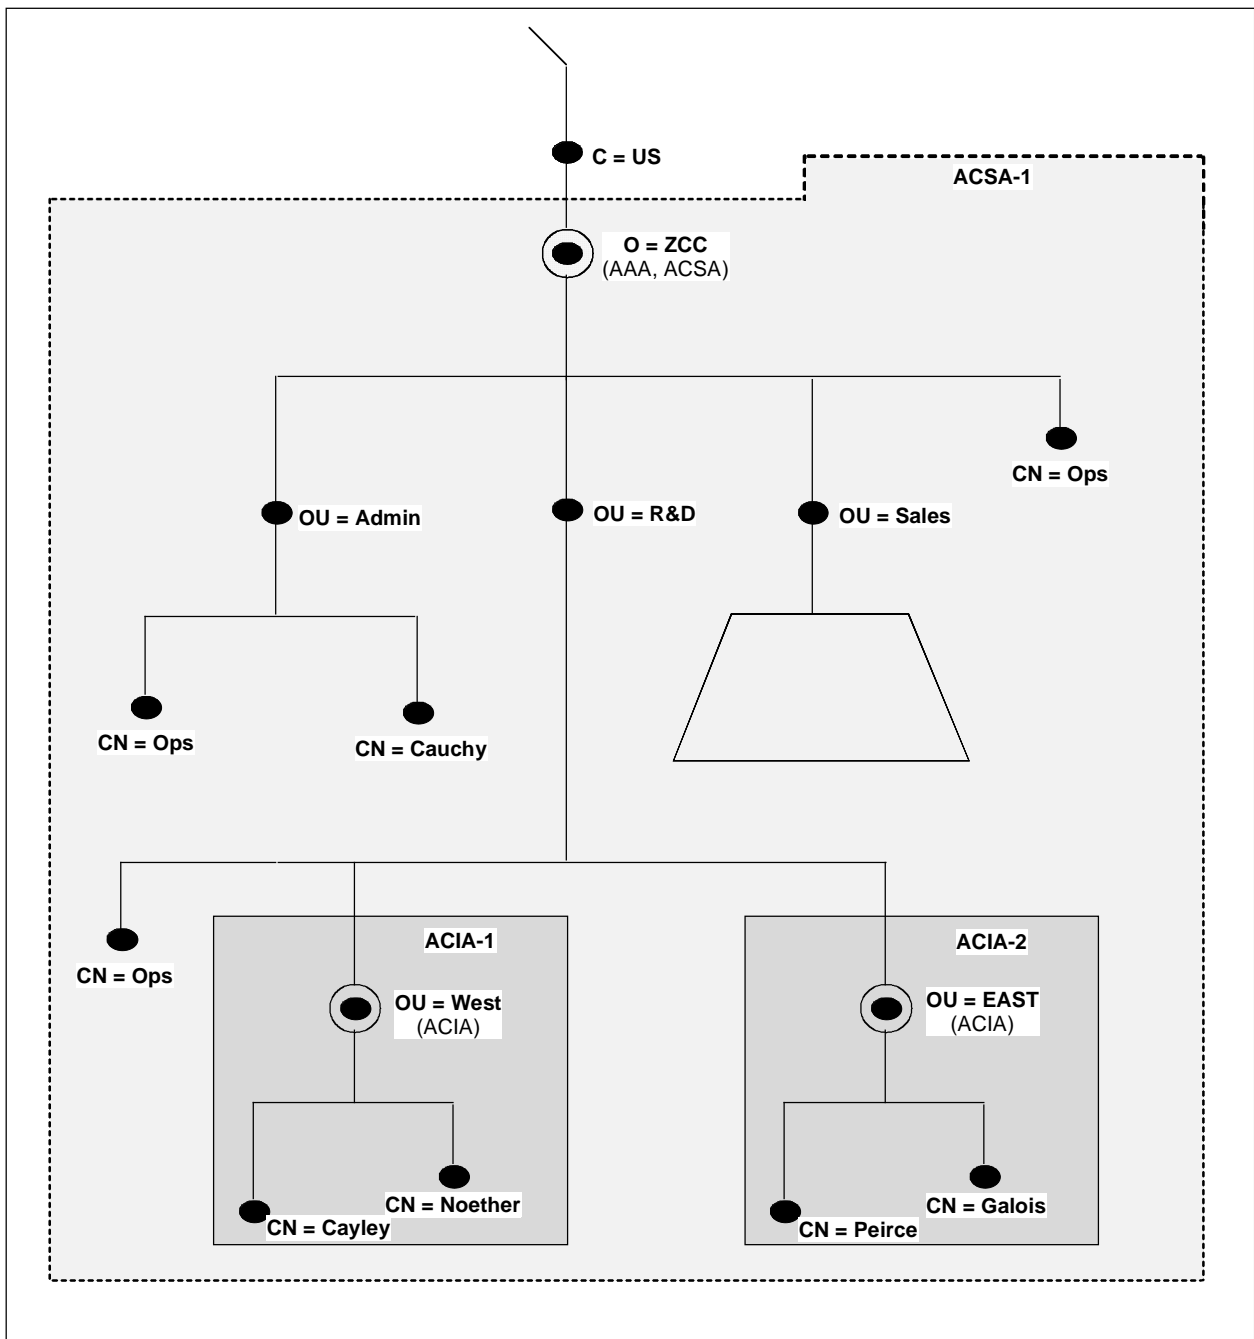 C = US
ACSA-1
O = ZCC
(AAA, ACSA)
CN = Ops
OU = Admin
OU = R&D
OU = Sales
CN = Ops
CN = Cauchy
ACIA-1
ACIA-2
CN = Ops
OU = West
(ACIA)
OU = EAST
(ACIA)
CN = Noether
CN = Galois
CN = Cayley
CN = Peirce